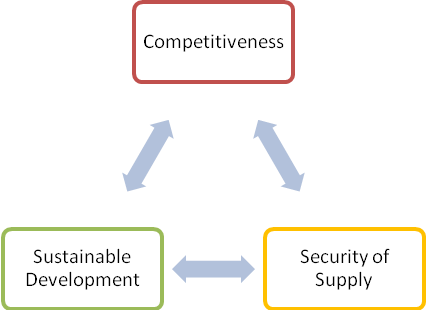 Competitiveness
Sustainable
Development
Security of
Supply